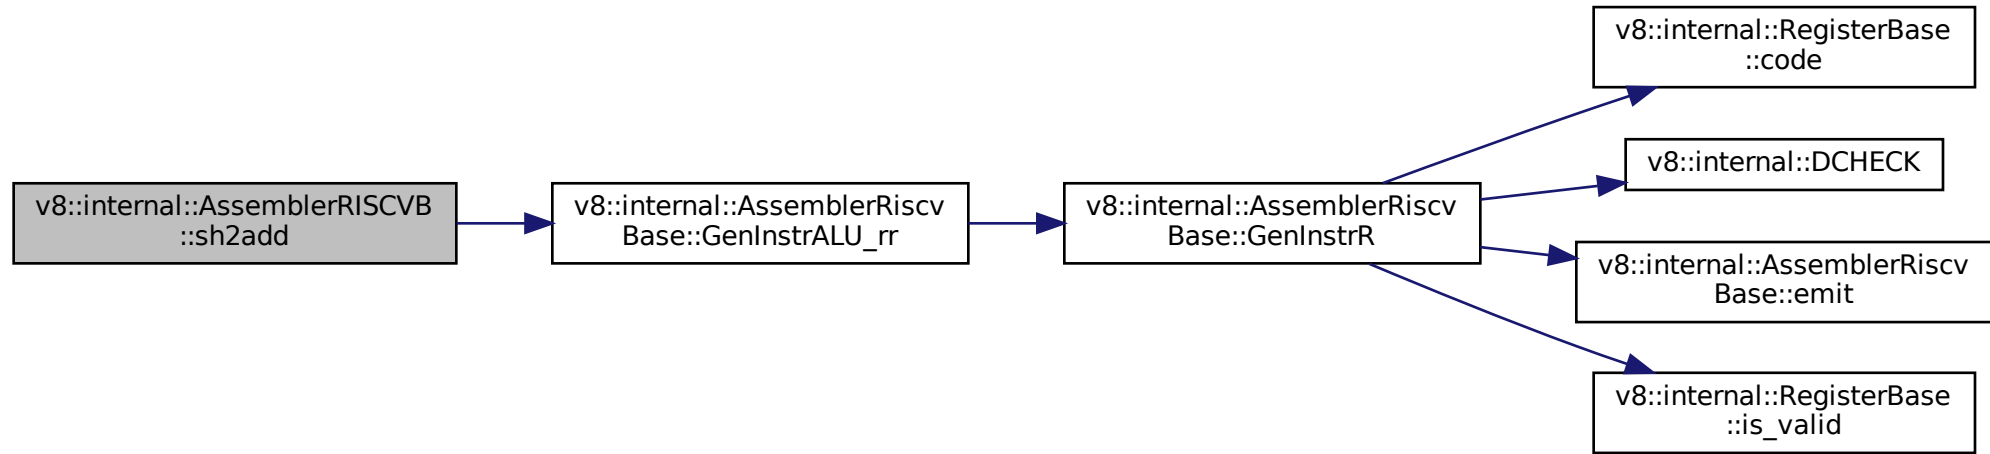 v8::internal::AssemblerRISCVB
::sh2add
v8::internal::AssemblerRiscv
Base::GenInstrALU_rr
v8::internal::AssemblerRiscv
Base::GenInstrR
v8::internal::RegisterBase
::code
v8::internal::DCHECK
v8::internal::AssemblerRiscv
Base::emit
v8::internal::RegisterBase
::is_valid